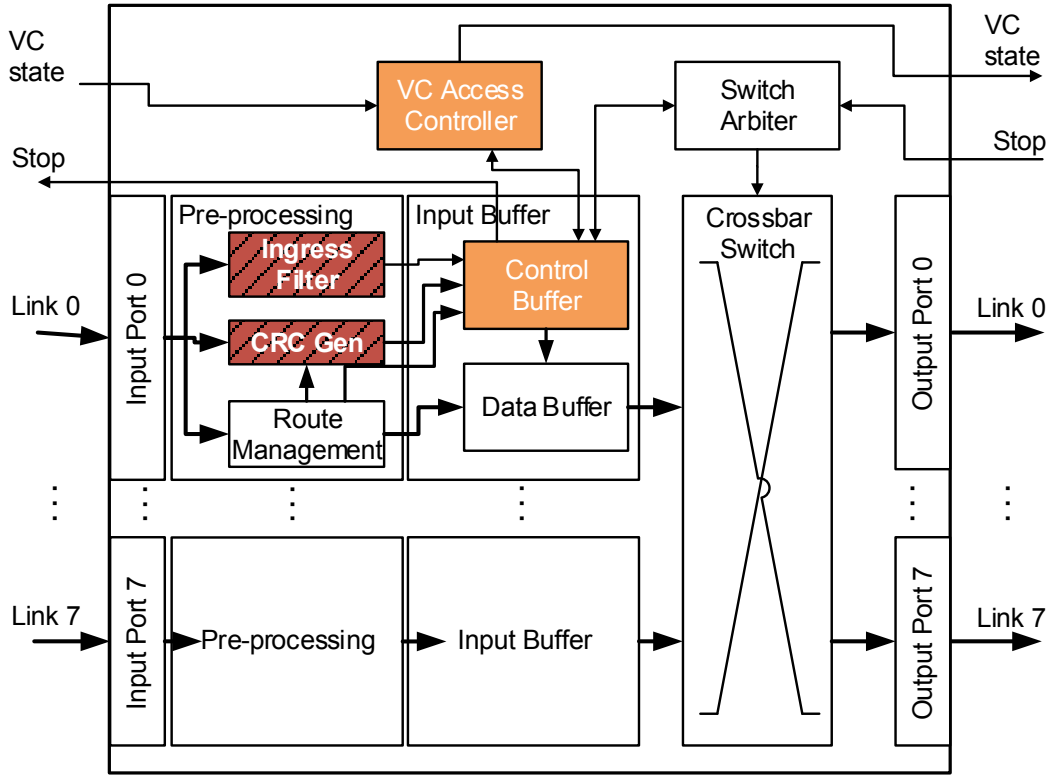 VC
state
VC Access
Controller
Switch
Arbiter
VC
state
Stop
Stop
Pre-processing
Input Buffer
Crossbar
Switch
Ingress
Filter
Control
Buffer
Link 0
Input Port 0
CRC Gen
Route
Management
Data Buffer
Output Port 0
Link 0
Link 7
Input Port 7
Pre-processing
Input Buffer
Output Port 7
Link 7